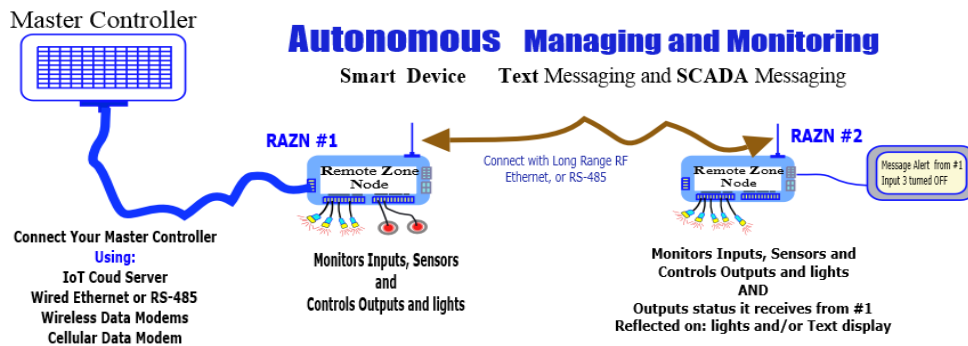 Master Controller
Autonomous Managing and Monitoring
Smart Device Text Messaging and SCADA Messaging
RAZN #1
RAZN #2
Connect with Long Range RF
Ethernet, or RS-485
Remote Zone
Node
Remote Zone
Node
Message Alert from #1
Input 3 turned OFF
Connect Your Master Controller
Using:
IoT Coud Server
Wired Ethernet or RS-485
Wireless Data Modems
Cellular Data Modem
Monitors Inputs, Sensors
and
Controls Outputs and lights
Monitors Inputs, Sensors and
Controls Outputs and lights
AND
Outputs status it receives from #1
Reflected on: lights and/or Text display